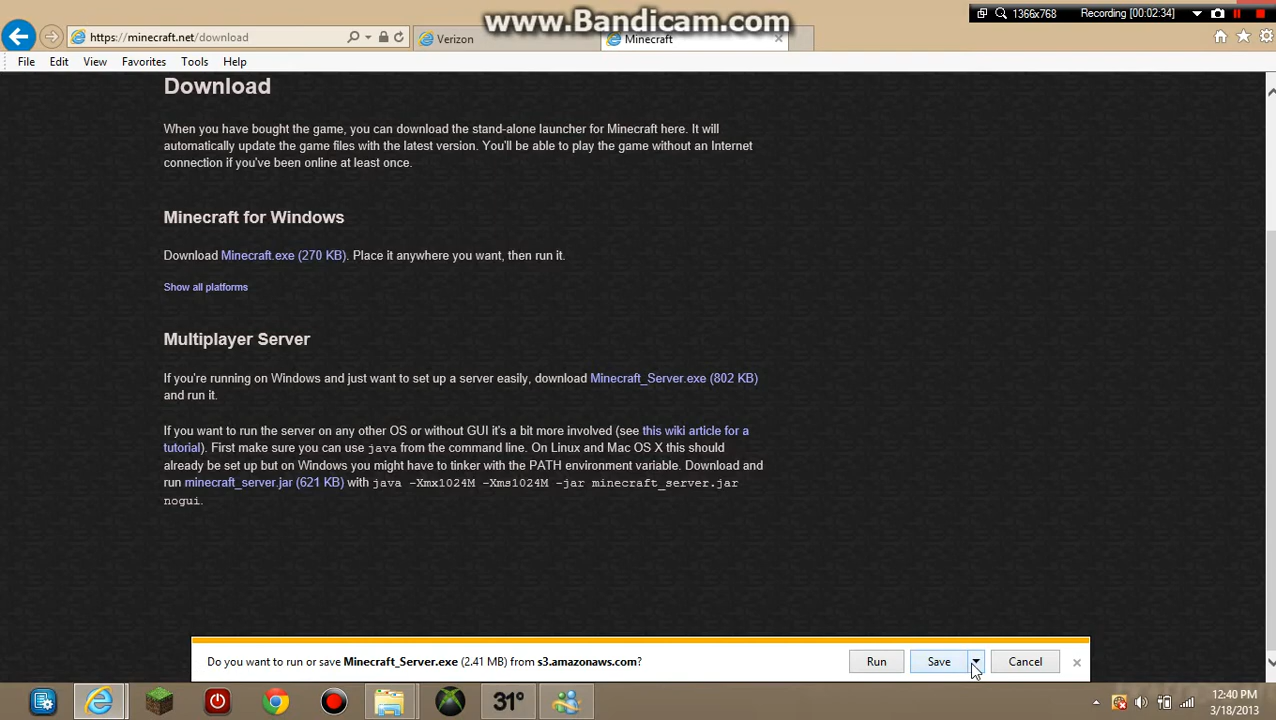 www.Bandicam.com
1366x768 Recording [00:02:34]
https://minecraft.net/download
Verizon
Minecraft
File Edit View Favorites Tools Help
Download
When you have bought the game, you can download the stand-alone launcher for Minecraft here. It will
automatically update the game files with the latest version. You'll be able to play the game without an Internet
connection if you've been online at least once.
Minecraft for Windows
Download Minecraft.exe (270 KB). Place it anywhere you want, then run it.
Show all platforms
Multiplayer Server
If you're running on Windows and just want to set up a server easily, download Minecraft_Server.exe (802 KB)
and run it.
If you want to run the server on any other OS or without GUI it's a bit more involved (see this wiki article for a
tutorial). First make sure you can use java from the command line. On Linux and Mac OS X this should
already be set up but on Windows you might have to tinker with the PATH environment variable. Download and
run minecraft_server.jar (621 KB) with java -Xmx1024M -Xms1024M -jar minecraft_server.jar
nogui.
Do you want to run or save Minecraft_Server.exe (2.41 MB) from s3.amazonaws.com?
Run Save Cancel
31°
12:40 PM
3/18/2013